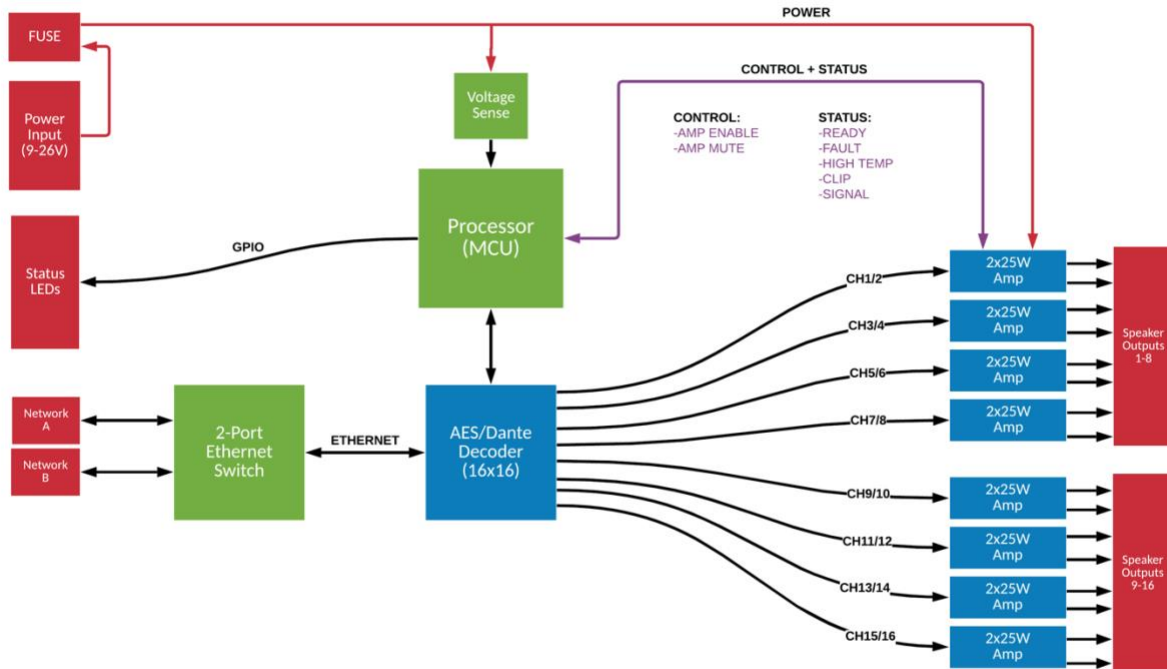 POWER
FUSE
CONTROL + STATUS
Power
Input
(9-26V)
Voltage
Sense
CONTROL:
-AMP ENABLE
-AMP MUTE
STATUS:
-READY
-FAULT
-HIGH TEMP
-CLIP
-SIGNAL
Processor
(MCU)
GPIO
Status
LEDs
CH1/2
2x25W
Amp
CH3/4
2x25W
Amp
CH5/6
2x25W
Amp
CH7/8
2x25W
Amp
Speaker
Outputs
1-8
Network
A
Network
B
2-Port
Ethernet
Switch
ETHERNET
AES/Dante
Decoder
(16x16)
CH9/10
2x25W
Amp
CH11/12
2x25W
Amp
CH13/14
2x25W
Amp
CH15/16
2x25W
Amp
Speaker
Outputs
9-16